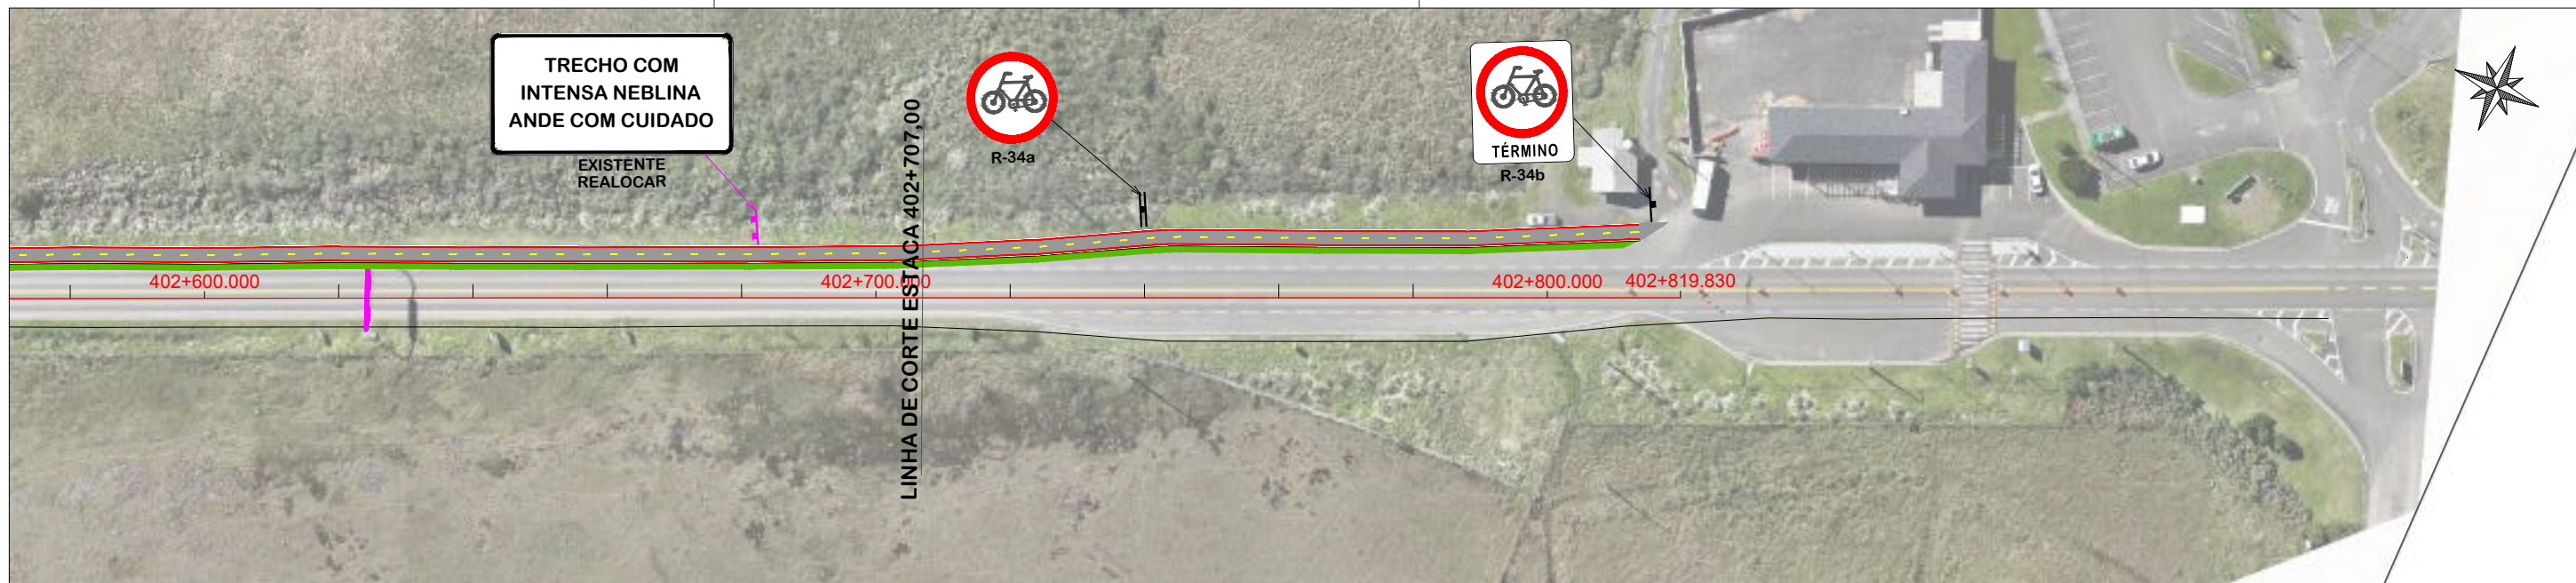 TRECHO COM
INTENSA NEBLINA
ANDE COM CUIDADO
EXISTENTE
REALOCAR
LINHA DE CORTE ESTACA 402+707,00
R-34a
TÉRMINO
R-34b
402+600.000
402+700.000
402+800.000
402+819.830